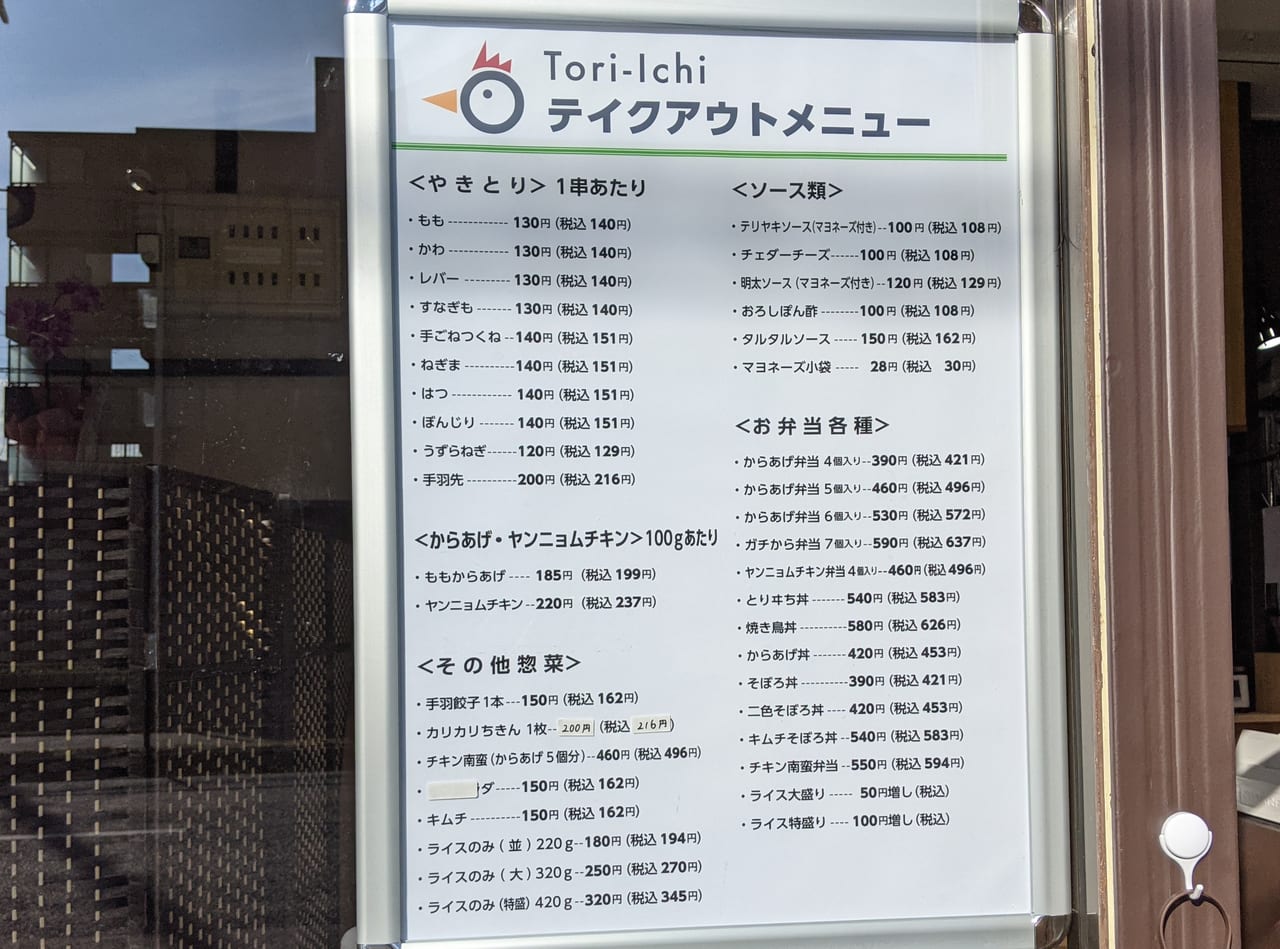 Tori-Ichi
テイクアウトメニュー
＜やきとり＞1串あたり
・もも ------------ 130円 (税込 140円)
・かわ ------------ 130円 (税込 140円)
・レバー ---------- 130円 (税込 140円)
・すなぎも ------- 130円 (税込 140円)
・手ごねつくね --140円 (税込 151円)
・ねぎま ----------140円 (税込 151円)
・はつ ------------ 140円 (税込 151円)
・ぼんじり --------140円 (税込 151円)
・うずらねぎ------120円 (税込 129円)
・手羽先 ----------200円 (税込 216円)
＜からあげ・ヤンニョムチキン＞100gあたり
・ももからあげ ---- 185円 (税込 199円)
・ヤンニョムチキン--220円 (税込 237円)
＜その他惣菜＞
・手羽餃子 1本---150円 (税込 162円)
・カリカリちきん 1枚--200円 (税込 216円)
・チキン南蛮 (からあげ 5個分)--460円 (税込 496円)
・ダ-----150円 (税込 162円)
・キムチ ----------150円 (税込 162円)
・ライスのみ ( 並 ) 220g--180円 (税込 194円)
・ライスのみ ( 大 ) 320g--250円 (税込 270円)
・ライスのみ (特盛) 420g--320円 (税込 345円)
＜ソース類＞
・テリヤキソース(マヨネーズ付き)--100円 (税込 108円)
・チェダーチーズ------100円 (税込 108円)
・明太ソース (マヨネーズ付き)--120円 (税込 129円)
・おろしぽん酢 --------100円 (税込 108円)
・タルタルソース ----- 150円 (税込 162円)
・マヨネーズ小袋 ----- 28円 (税込 30円)
＜お弁当各種＞
・からあげ弁当 4個入り--390円 (税込 421円)
・からあげ弁当 5個入り--460円 (税込 496円)
・からあげ弁当 6個入り--530円 (税込 572円)
・ガチから弁当 7個入り--590円 (税込 637円)
・ヤンニョムチキン弁当 4個入り--460円 (税込 496円)
・とりヰち丼 -------540円 (税込 583円)
・焼き鳥丼 ----------580円 (税込 626円)
・からあげ丼 -------420円 (税込 453円)
・そぼろ丼 ----------390円 (税込 421円)
・二色そぼろ丼 ---- 420円 (税込 453円)
・キムチそぼろ丼 --540円 (税込 583円)
・チキン南蛮弁当 --550円 (税込 594円)
・ライス大盛り ----- 50円増し (税込)
・ライス特盛り ---- 100円増し (税込)